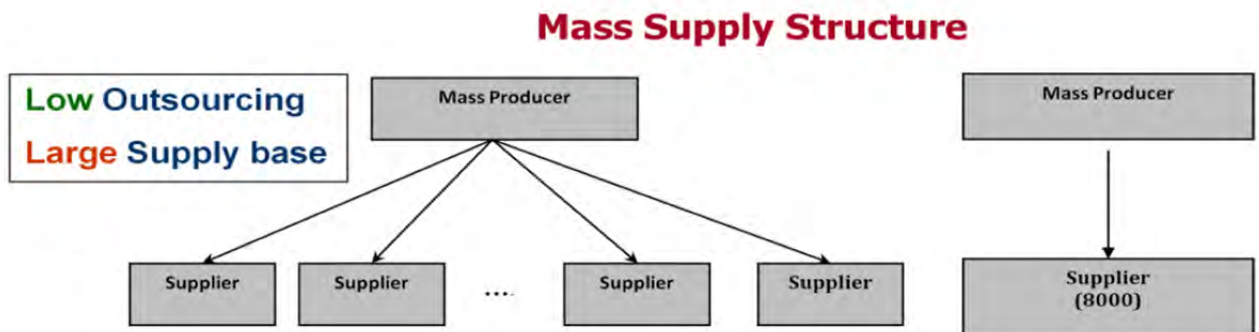 Mass Supply Structure
Low Outsourcing
Large Supply base
Mass Producer
Mass Producer
Supplier
Supplier
....
Supplier
Supplier
Supplier
(8000)